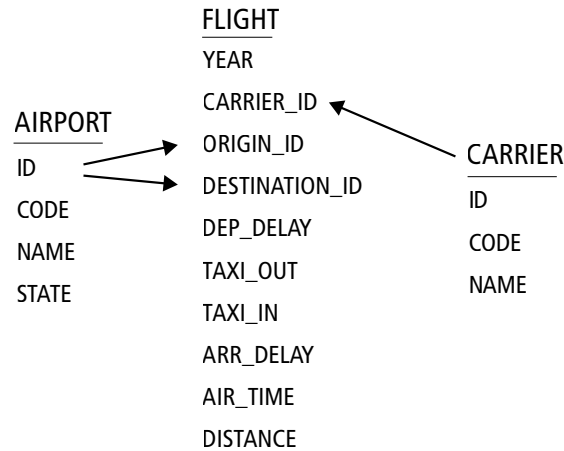 FLIGHT
YEAR
CARRIER_ID
ORIGIN_ID
DESTINATION_ID
DEP_DELAY
TAXI_OUT
TAXI_IN
ARR_DELAY
AIR_TIME
DISTANCE
AIRPORT
ID
CODE
NAME
STATE
CARRIER
ID
CODE
NAME